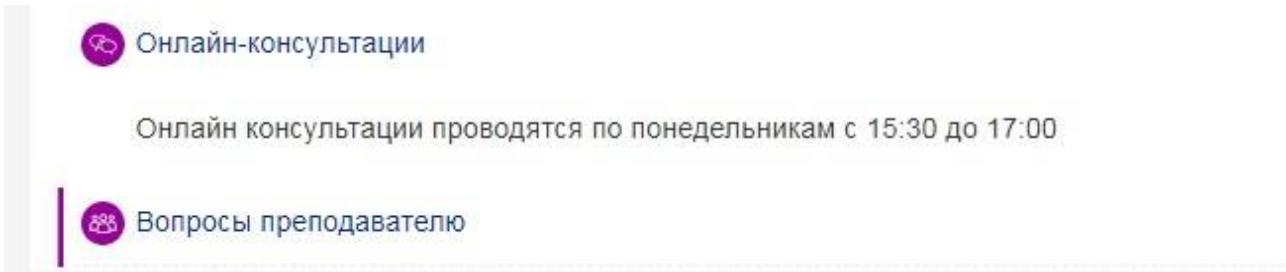 Онлайн-консультации
Онлайн консультации проводятся по понедельникам с 15:30 до 17:00
Вопросы преподавателю